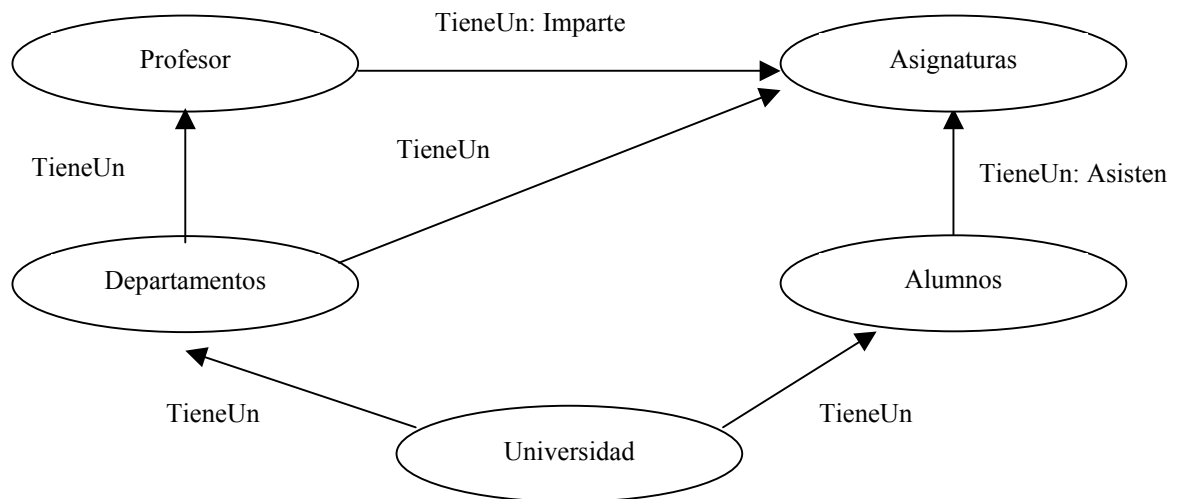 TieneUn: Imparte
Profesor
Asignaturas
TieneUn
TieneUn
TieneUn: Asisten
Departamentos
Alumnos
TieneUn
TieneUn
Universidad